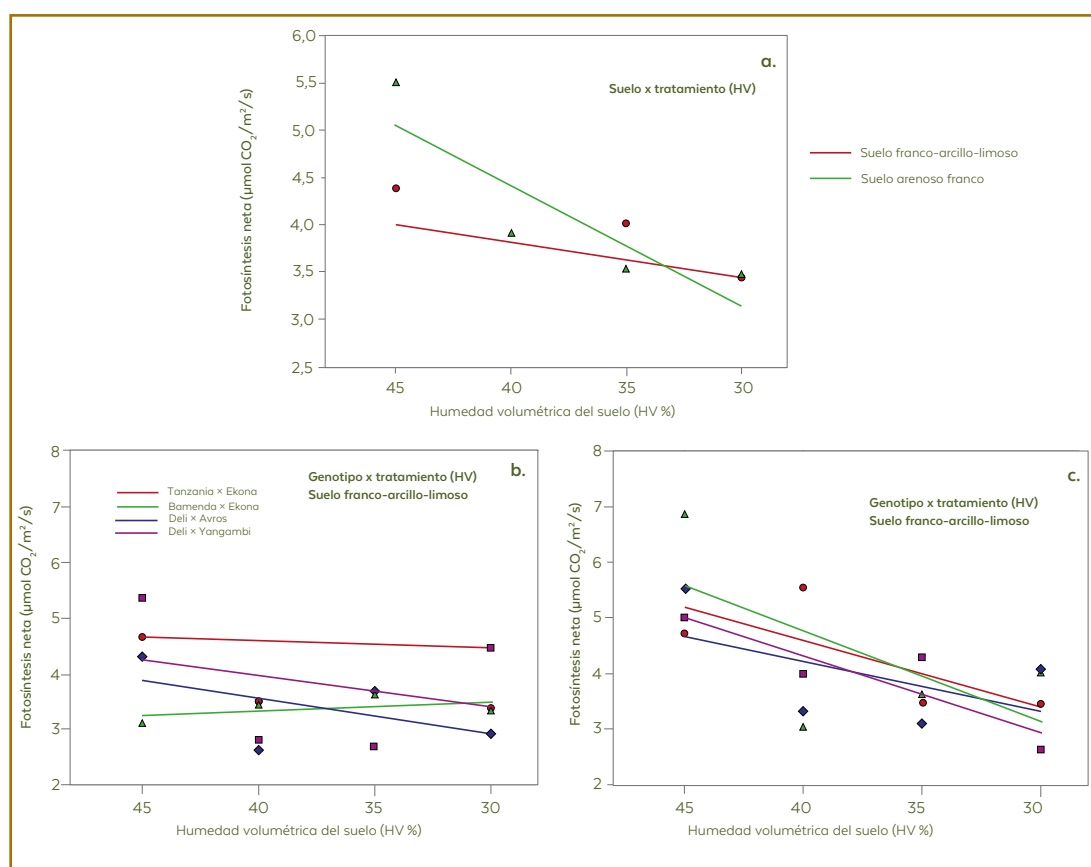 a.
Suelo x tratamiento (HV)
Fotosíntesis neta (µmol CO2/m²/s)
6,0
5,5
5,0
4,5
4,0
3,5
3,0
2,5
45
40
35
30
Humedad volumétrica del suelo (HV %)
Suelo franco-arcillo-limoso
Suelo arenoso franco
b.
Genotipo x tratamiento (HV)
Suelo franco-arcillo-limoso
Tanzania × Ekona
Bamenda × Ekona
Deli × Avros
Deli × Yangambi
Fotosíntesis neta (µmol CO2/m²/s)
8
7
6
5
4
3
2
45
40
35
30
Humedad volumétrica del suelo (HV %)
c.
Genotipo x tratamiento (HV)
Suelo franco-arcillo-limoso
Fotosíntesis neta (µmol CO2/m²/s)
8
7
6
5
4
3
2
45
40
35
30
Humedad volumétrica del suelo (HV %)